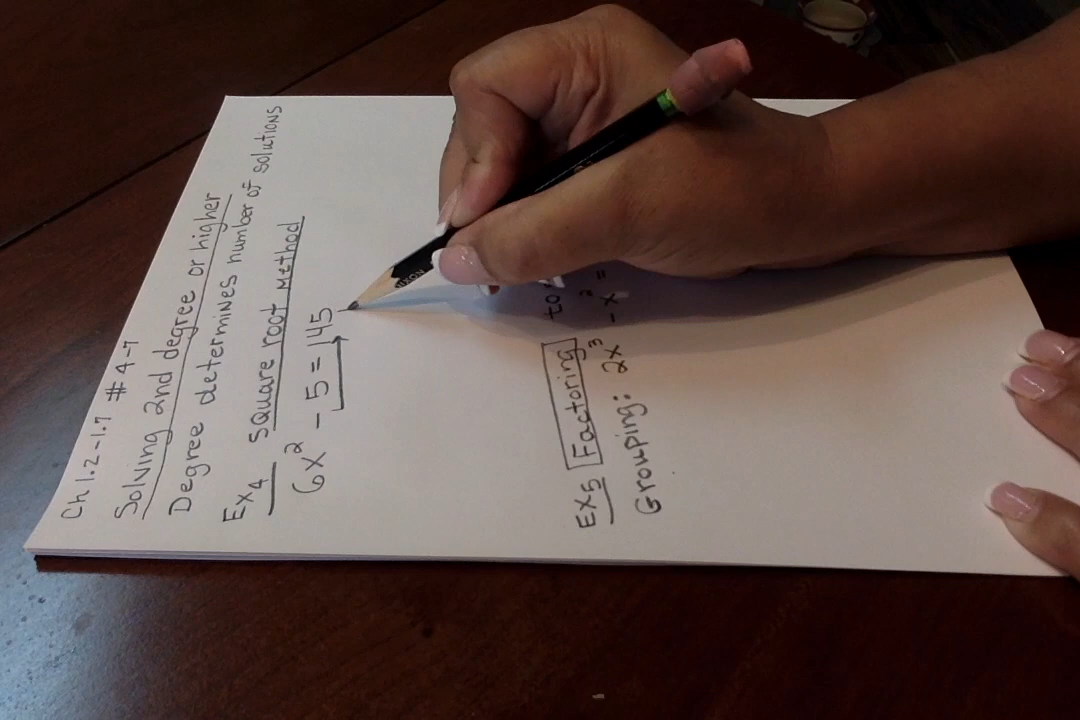 Ch 1.2-1.7 #4-7
Solving 2nd degree or higher
Degree determines number of solutions
Ex4 square root method
6x² - 5 = 145
Ex5 Factoring to
Grouping: 2x³ - x² =